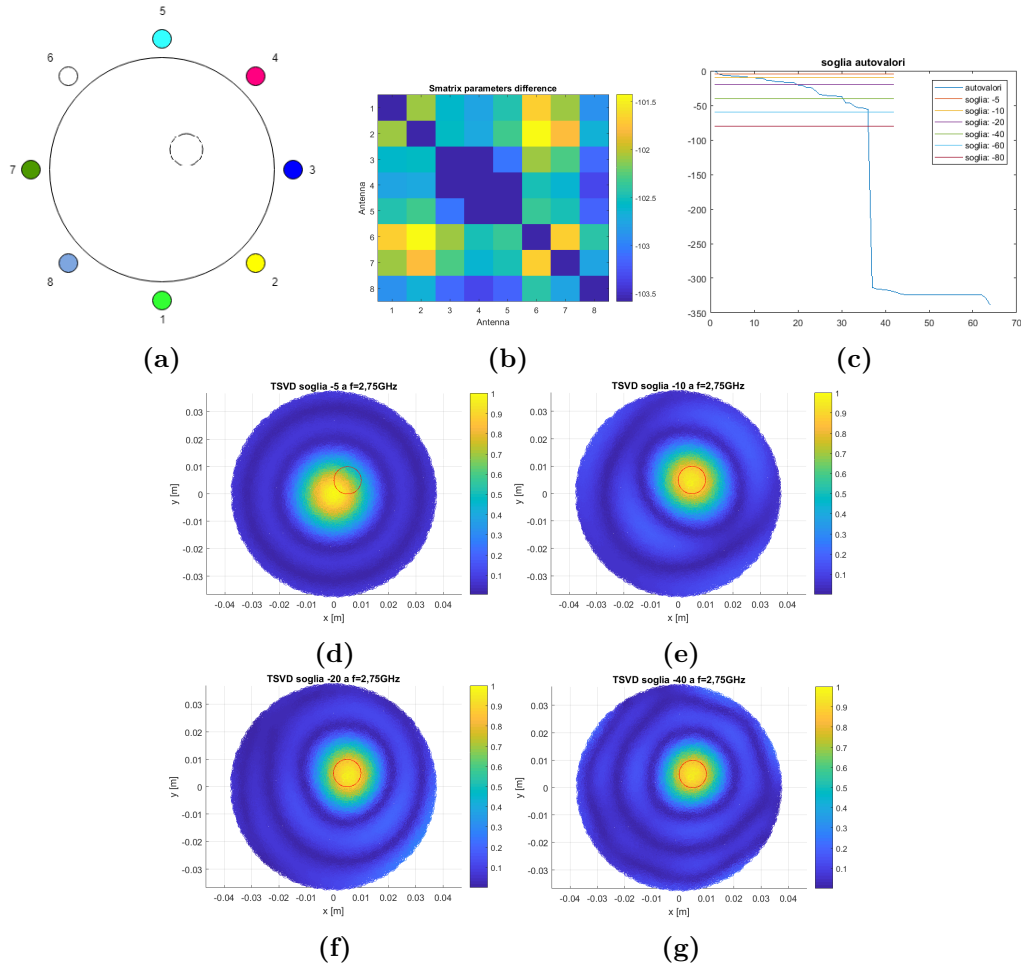 5
6
4
7
3
8
2
1
(a)
Smatrix parameters difference
Antenna
1
2
3
4
5
6
7
8
1 2 3 4 5 6 7 8
Antenna
-101.5
-102
-102.5
-103
-103.5
(b)
soglia autovalori
0
-50
-100
-150
-200
-250
-300
-350
0 10 20 30 40 50 60 70
autovalori
soglia: -5
soglia: -10
soglia: -20
soglia: -40
soglia: -60
soglia: -80
(c)
TSVD soglia -5 a f=2,75GHz
y [m]
0.03
0.02
0.01
0
-0.01
-0.02
-0.03
-0.04 -0.03 -0.02 -0.01 0 0.01 0.02 0.03 0.04
x [m]
1
0.9
0.8
0.7
0.6
0.5
0.4
0.3
0.2
0.1
(d)
TSVD soglia -10 a f=2,75GHz
y [m]
0.03
0.02
0.01
0
-0.01
-0.02
-0.03
-0.04 -0.03 -0.02 -0.01 0 0.01 0.02 0.03 0.04
x [m]
1
0.9
0.8
0.7
0.6
0.5
0.4
0.3
0.2
0.1
(e)
TSVD soglia -20 a f=2,75GHz
y [m]
0.03
0.02
0.01
0
-0.01
-0.02
-0.03
-0.04 -0.03 -0.02 -0.01 0 0.01 0.02 0.03 0.04
x [m]
1
0.9
0.8
0.7
0.6
0.5
0.4
0.3
0.2
0.1
(f)
TSVD soglia -40 a f=2,75GHz
y [m]
0.03
0.02
0.01
0
-0.01
-0.02
-0.03
-0.04 -0.03 -0.02 -0.01 0 0.01 0.02 0.03 0.04
x [m]
1
0.9
0.8
0.7
0.6
0.5
0.4
0.3
0.2
0.1
(g)